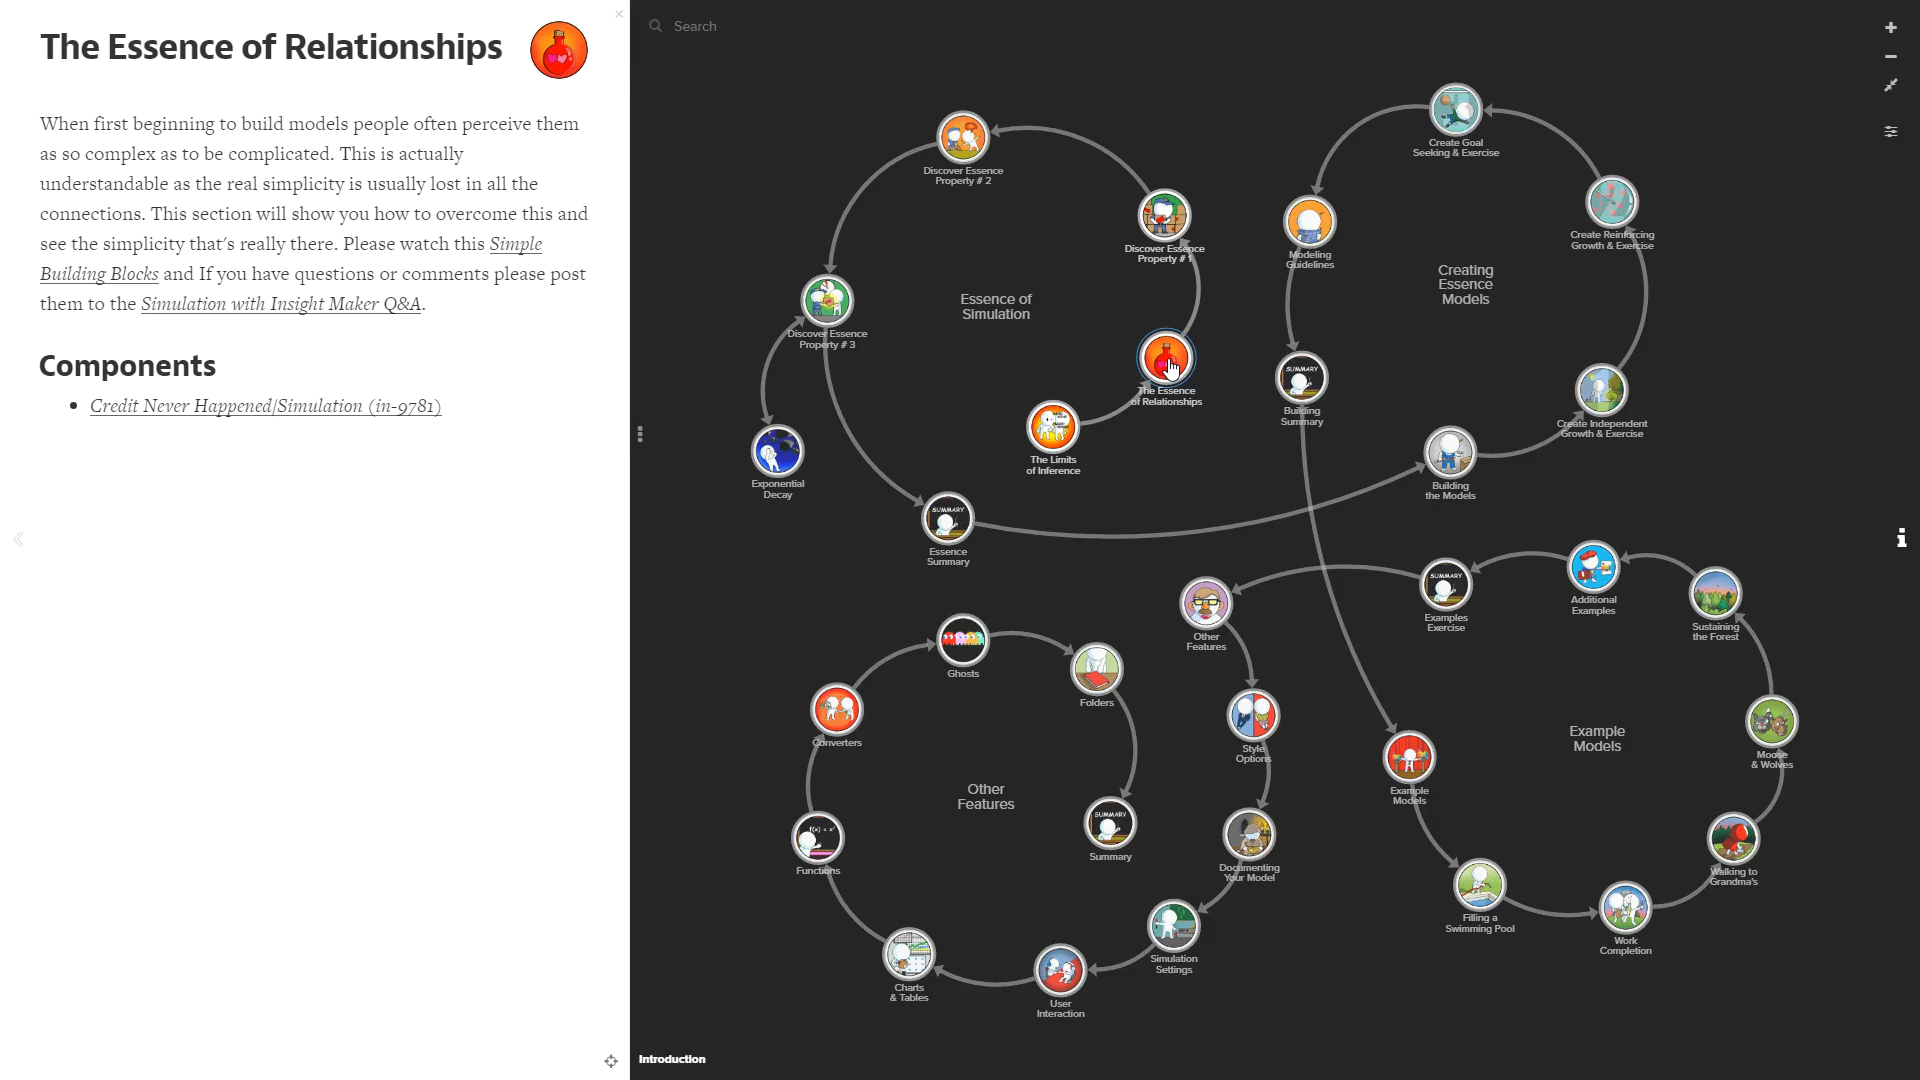 The Essence of Relationships
When first beginning to build models people often perceive them
as so complex as to be complicated. This is actually
understandable as the real simplicity is usually lost in all the
connections. This section will show you how to overcome this and
see the simplicity that's really there. Please watch this Simple
Building Blocks and If you have questions or comments please post
them to the Simulation with Insight Maker Q&A.
Components
• Credit Never Happened/Simulation (in-9781)
Search
Discover Essence
Property # 2
Discover Essence
Property # 1
Discover Essence
Property # 3
Essence of
Simulation
The Essence
of Relationships
The Limits
of Inference
Exponential
Decay
SUMMARY
Essence
Summary
Create Goal
Seeking & Exercise
Modeling
Guidelines
Create Reinforcing
Growth & Exercise
Creating
Essence
Models
SUMMARY
Building
Summary
Create Independent
Growth & Exercise
Building
the Models
Other
Features
SUMMARY
Examples
Exercise
Additional
Examples
Sustaining
the Forest
Moose
& Wolves
Example
Models
Example
Models
Walking to
Grandma's
Filling a
Swimming Pool
Work
Completion
Style
Options
Documenting
Your Model
Simulation
Settings
User
Interaction
Charts
& Tables
f(x) = x²
Functions
Converters
Ghosts
Folders
Other
Features
SUMMARY
Summary
Introduction